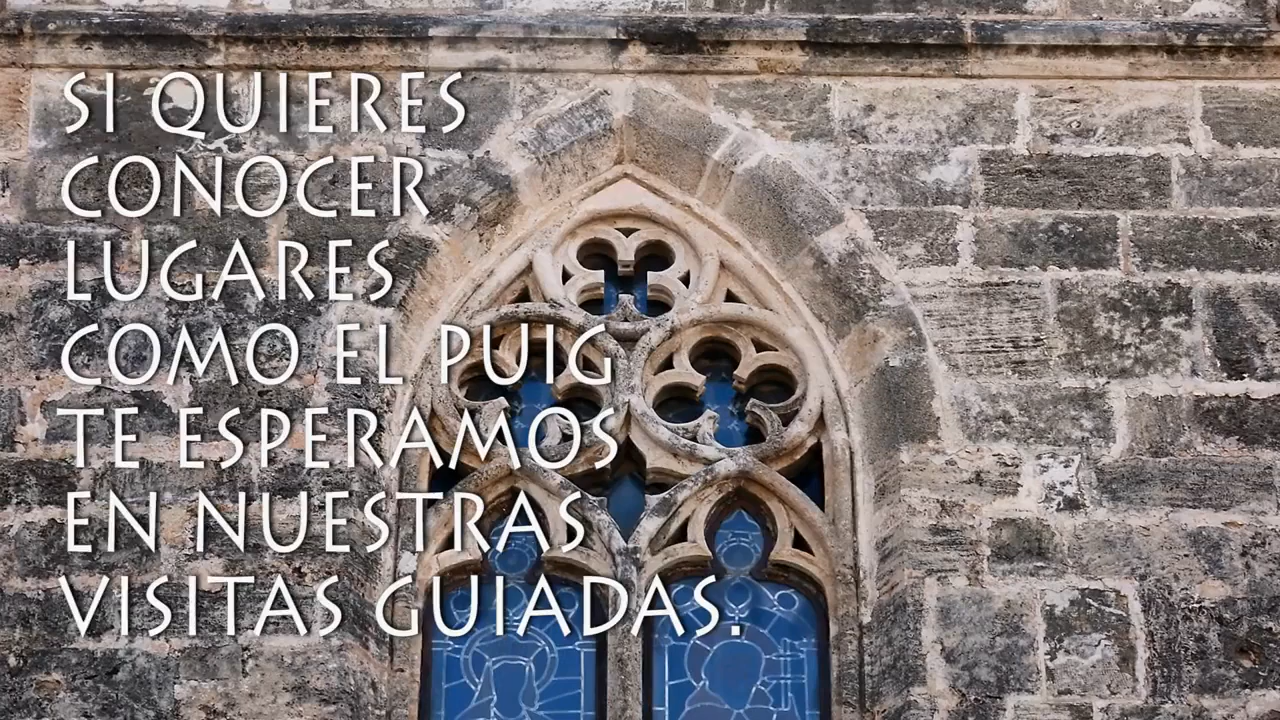 SI QUIERES
CONOCER
LUGARES
COMO EL PUIG
TE ESPERAMOS
EN NUESTRAS
VISITAS GUIADAS.